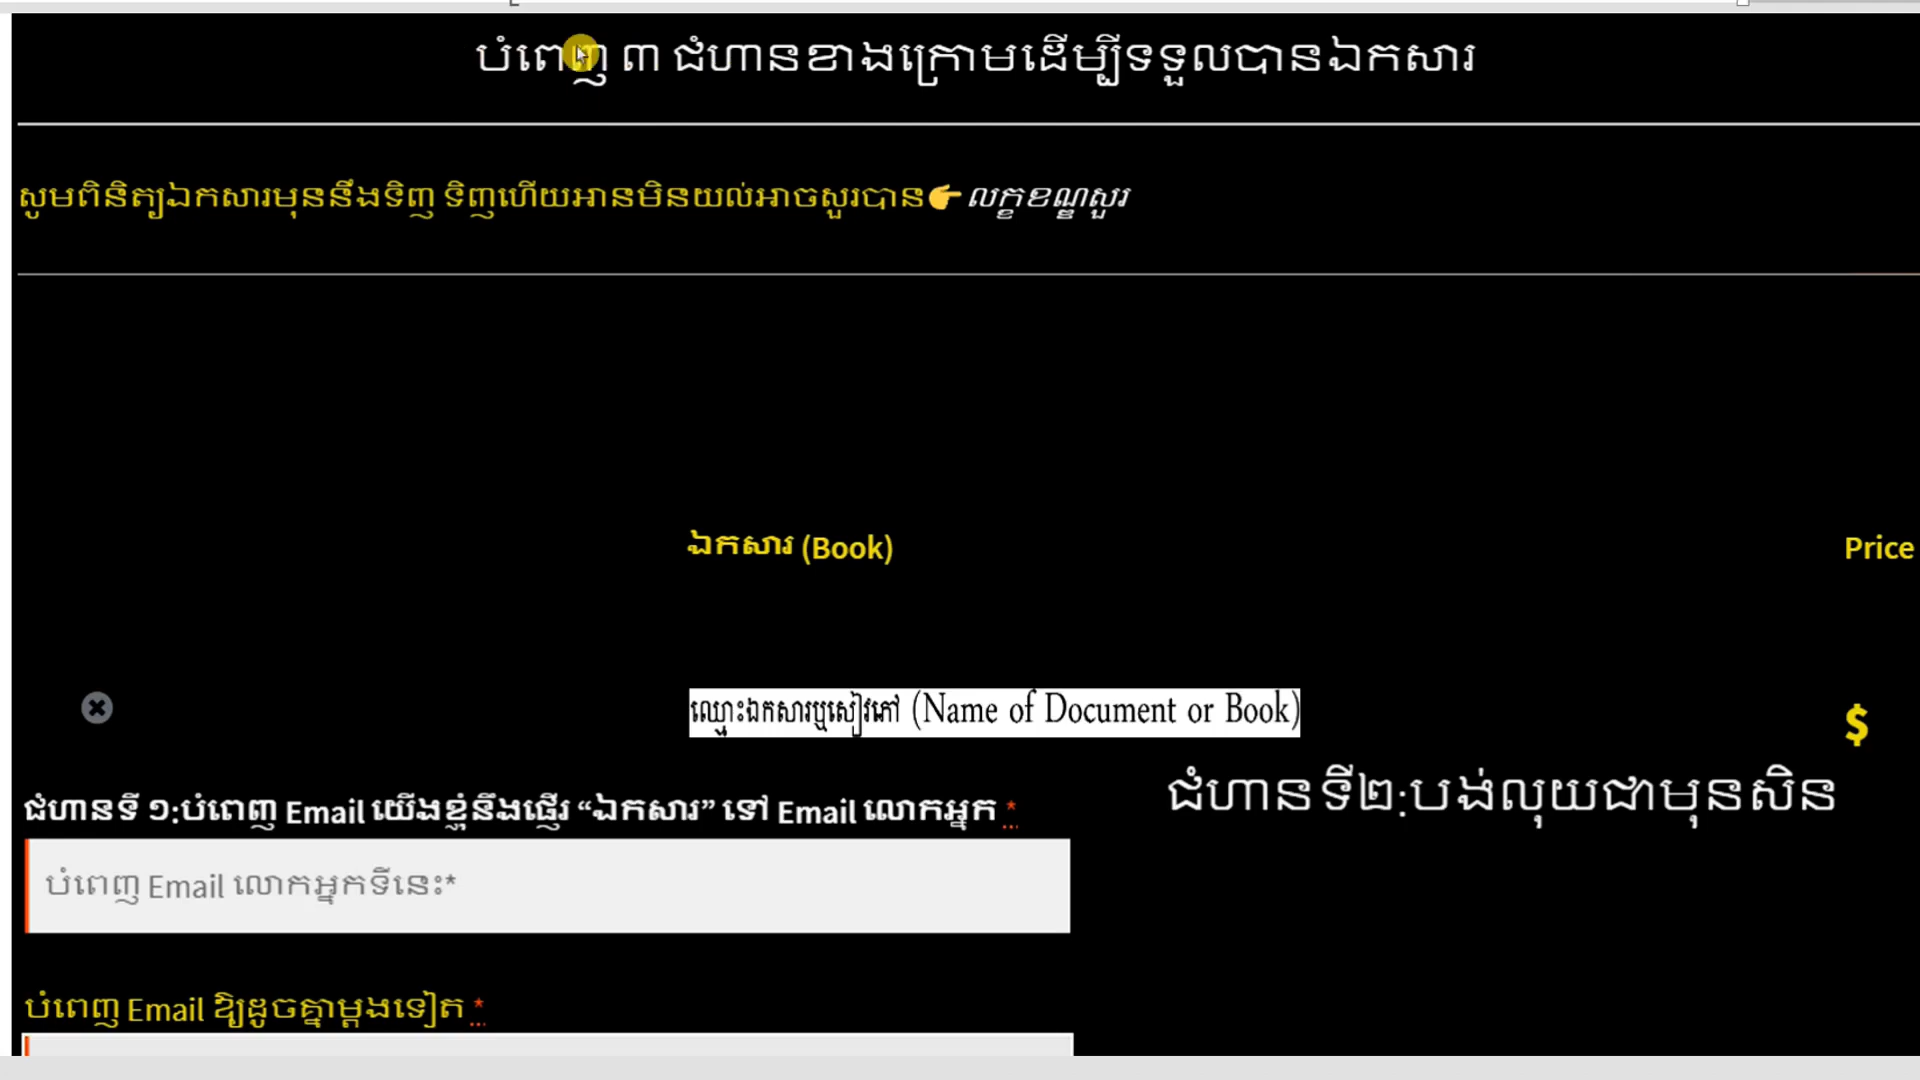 បំពេញ ៣ ជំហានខាងក្រោមដើម្បីទទួលបានឯកសារ
សូមពិនិត្យឯកសារមុននឹងទិញ ទិញហើយអានមិនយល់អាចសួរបាន👉លក្ខខណ្ឌសួរ
ឯកសារ (Book)
Price
ឈ្មោះឯកសារឬសៀវភៅ (Name of Document or Book)
$
ជំហានទី ១:បំពេញ Email យើងខ្ញុំនឹងផ្ញើរ “ឯកសារ” ទៅ Email លោកអ្នក *
ជំហានទី២:បង់លុយជាមុនសិន
បំពេញ Email លោកអ្នកទីនេះ*
បំពេញ Email ឱ្យដូចគ្នាម្តងទៀត *